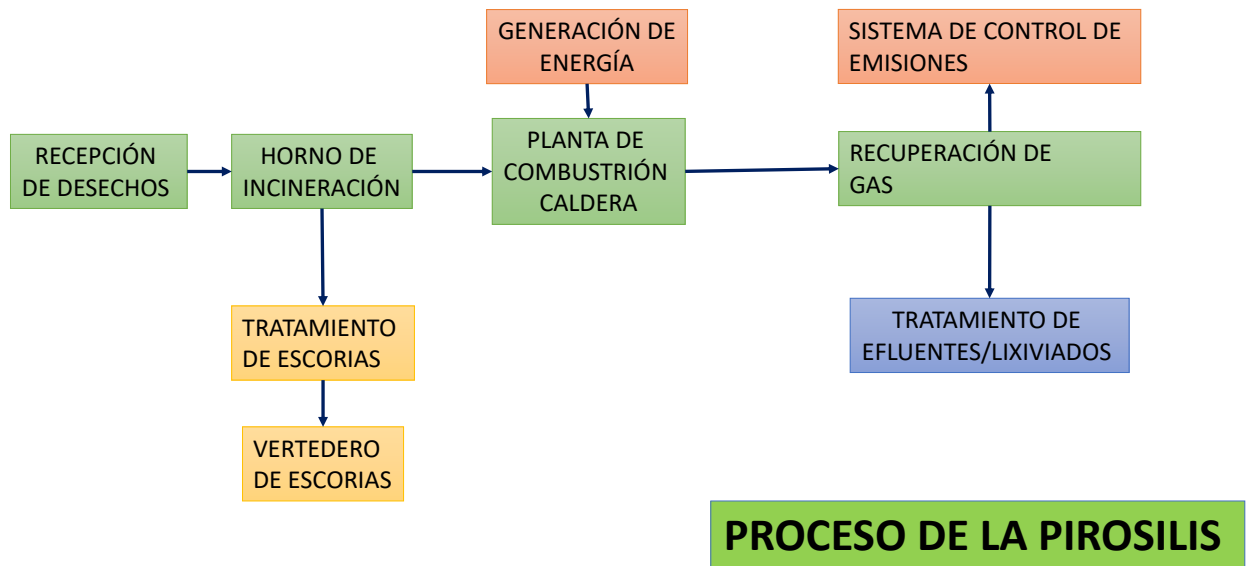 GENERACIÓN DE
ENERGÍA
SISTEMA DE CONTROL DE
EMISIONES
RECEPCIÓN
DE DESECHOS
HORNO DE
INCINERACIÓN
PLANTA DE
COMBUSTRIÓN
CALDERA
RECUPERACIÓN DE
GAS
TRATAMIENTO
DE ESCORIAS
TRATAMIENTO DE
EFLUENTES/LIXIVIADOS
VERTEDERO
DE ESCORIAS
PROCESO DE LA PIROSILIS